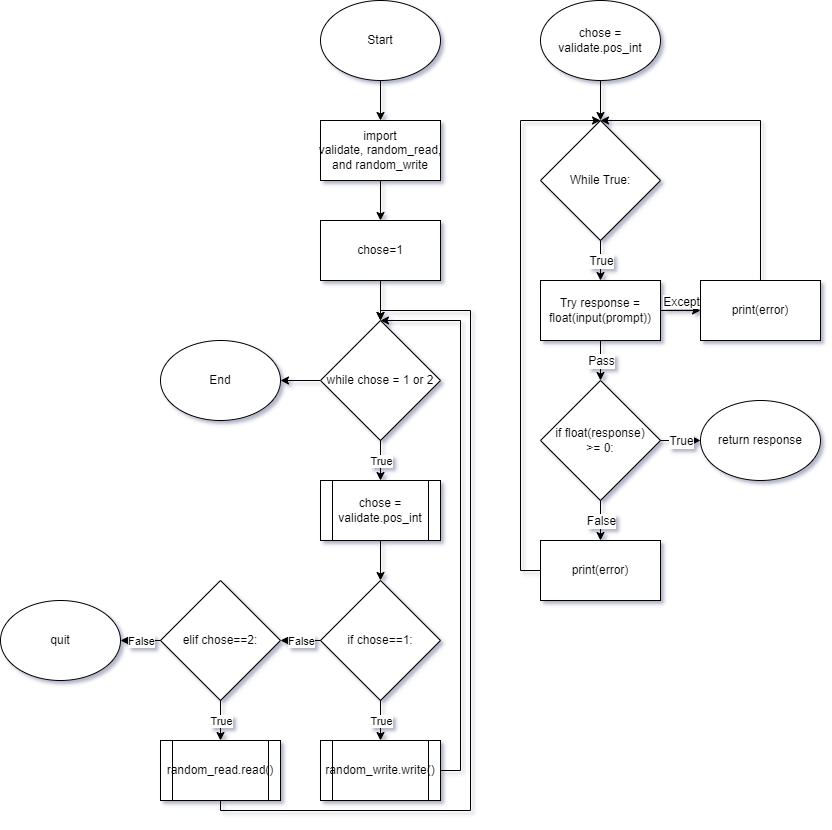 Start
import
validate, random_read,
and random_write
chose=1
while chose = 1 or 2
End
True
chose =
validate.pos_int
if chose==1:
False
elif chose==2:
False
quit
True
True
random_read.read()
random_write.write()
chose =
validate.pos_int
While True:
True
Try response =
float(input(prompt))
Except
print(error)
Pass
if float(response)
>= 0:
True
return response
False
print(error)